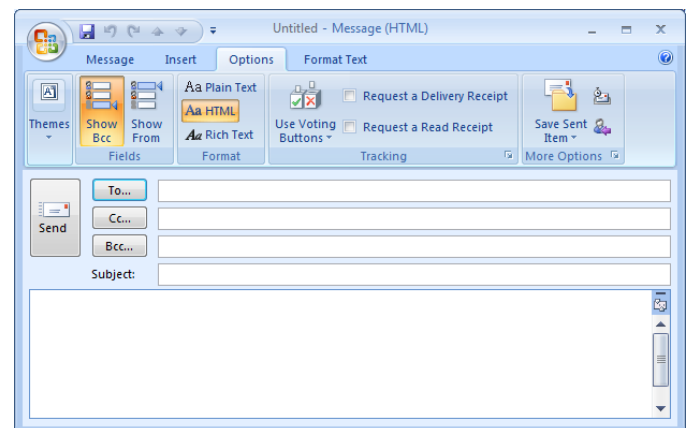 Untitled - Message (HTML)
Message Insert Options Format Text
Themes
Show Bcc
Show From
Fields
Aa Plain Text
Aa HTML
Aa Rich Text
Format
Use Voting Buttons
Request a Delivery Receipt
Request a Read Receipt
Tracking
Save Sent Item
More Options
Send
To...
Cc...
Bcc...
Subject: